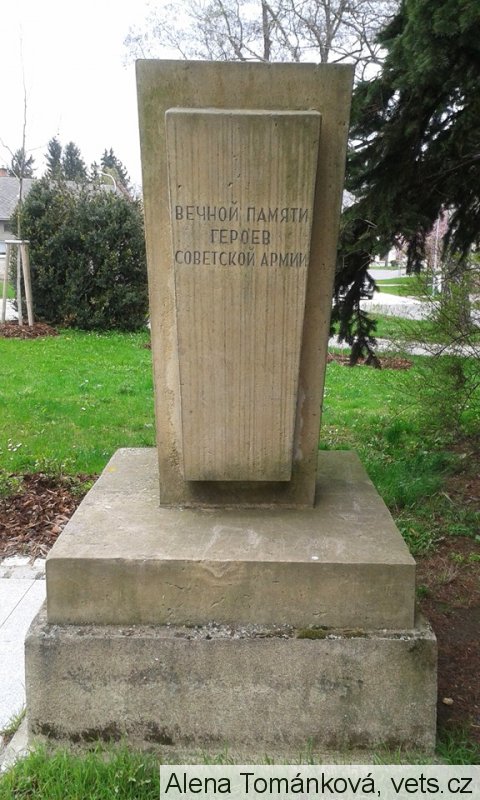 ВЕЧНОЙ ПАМЯТИ
ГЕРОЕВ
СОВЕТСКОЙ АРМИИ
Alena Tománková, vets.cz